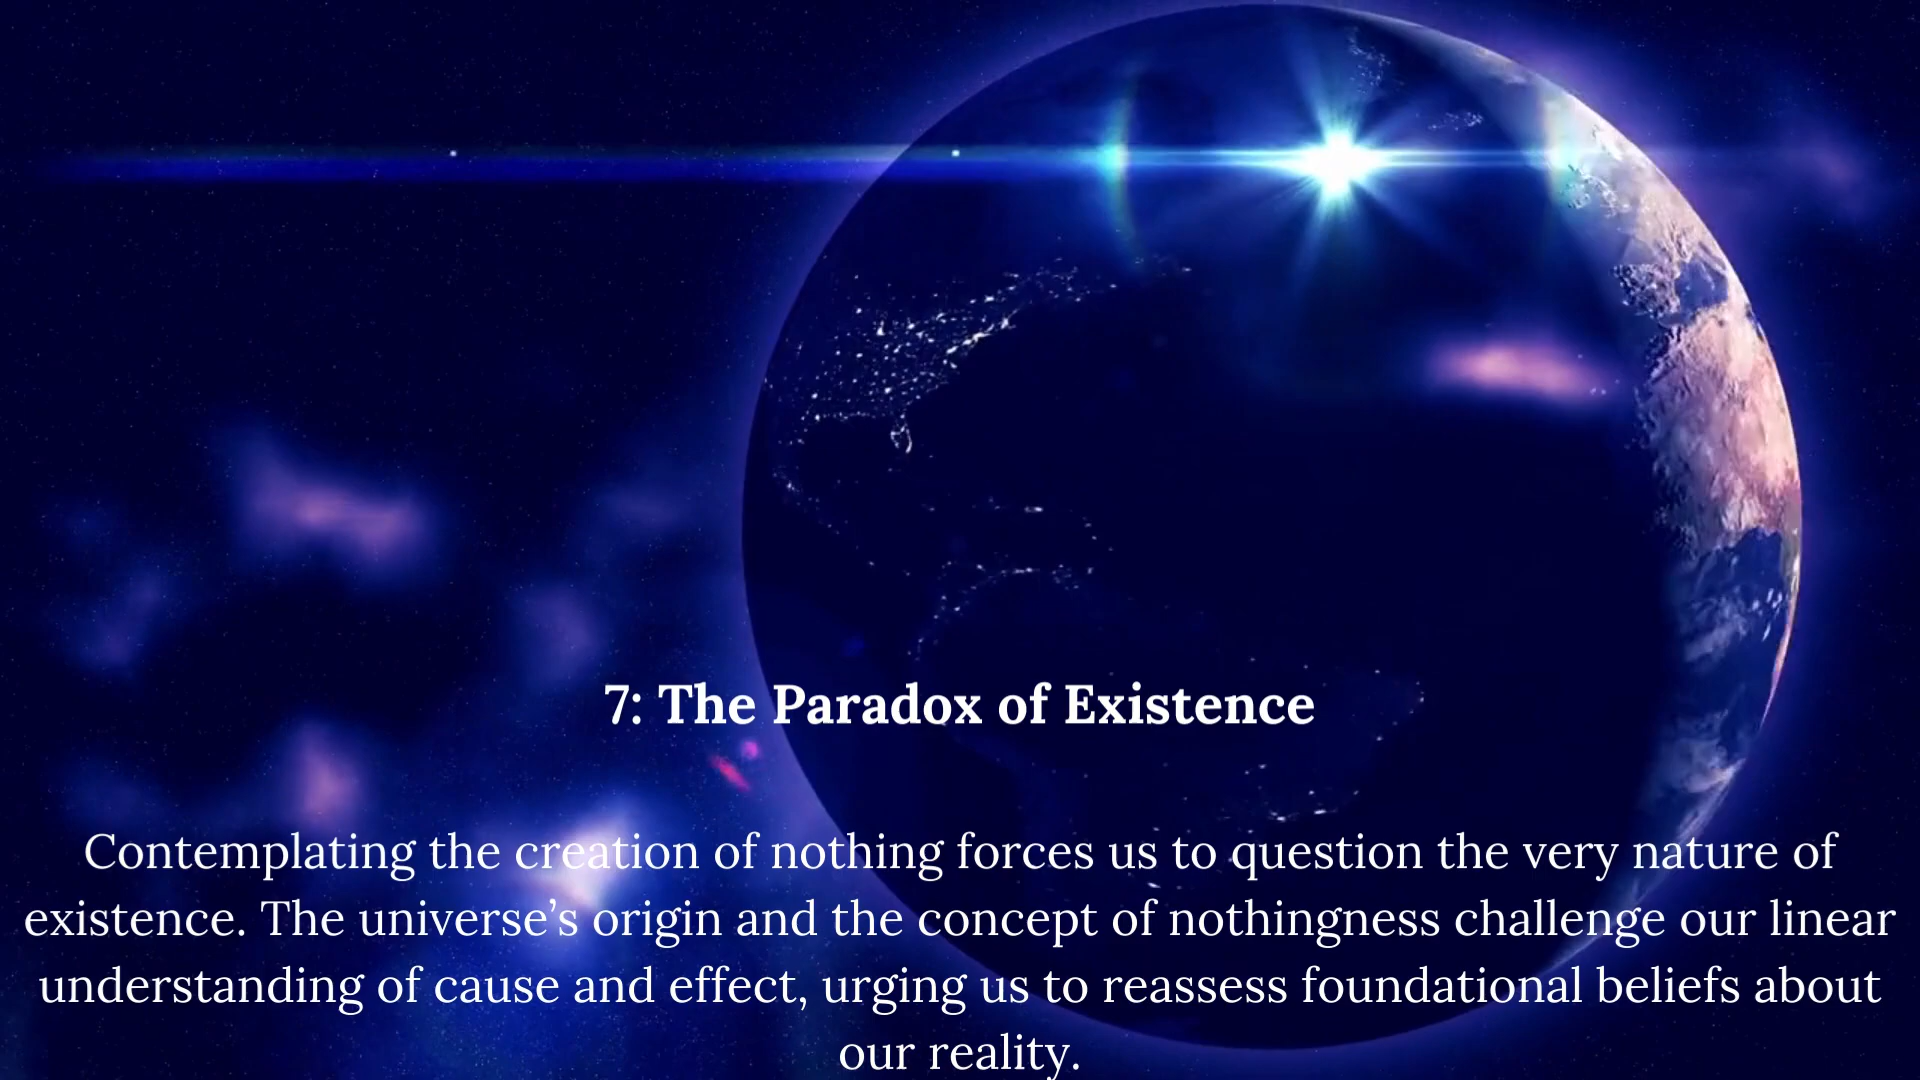 7: The Paradox of Existence
Contemplating the creation of nothing forces us to question the very nature of
existence. The universe’s origin and the concept of nothingness challenge our linear
understanding of cause and effect, urging us to reassess foundational beliefs about
our reality.